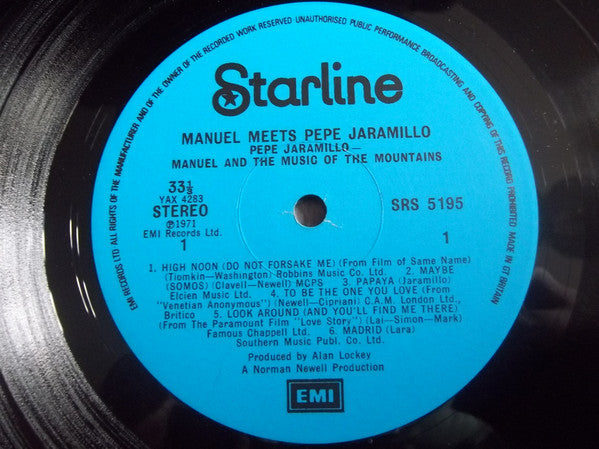 EMI RECORDS LTD ALL RIGHTS OF THE MANUFACTURER AND OF THE OWNER OF THE RECORDED WORK RESERVED UNAUTHORISED PUBLIC PERFORMANCE BROADCASTING AND COPYING OF THIS RECORD PROHIBITED MADE IN GT BRITAIN
Starline
MANUEL MEETS PEPE JARAMILLO
PEPE JARAMILLO—
MANUEL AND THE MUSIC OF THE MOUNTAINS
33⅓
YAX 4283
STEREO
℗1971
EMI Records Ltd.
1
SRS 5195
1
1. HIGH NOON (DO NOT FORSAKE ME) (From Film of Same Name)
(Tiomkin—Washington) Robbins Music Co. Ltd. 2. MAYBE
(SOMOS) (Clavell—Newell) MCPS 3. PAPAYA (Jaramillo)
Elcien Music Ltd. 4. TO BE THE ONE YOU LOVE (From
"Venetian Anonymous") (Newell—Cipriani) C.A.M. London Ltd.,
Britico 5. LOOK AROUND (AND YOU'LL FIND ME THERE)
(From The Paramount Film "Love Story") (Lai—Simon—Mark)
Famous Chappell Ltd. 6. MADRID (Lara)
Southern Music Publ. Co. Ltd.
Produced by Alan Lockey
A Norman Newell Production
EMI